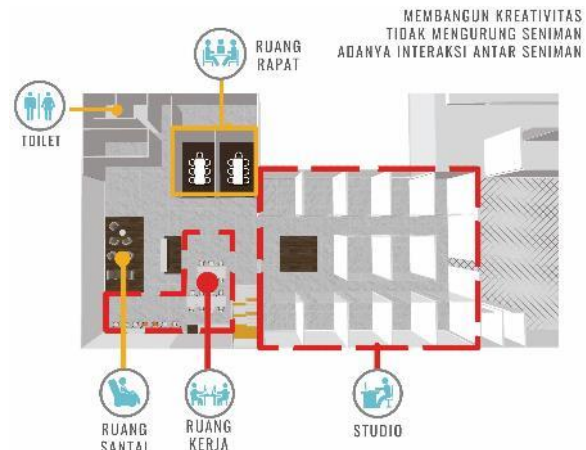 MEMBANGUN KREATIVITAS
TIDAK MENGURUNG SENIMAN
ADANYA INTERAKSI ANTAR SENIMAN
RUANG
RAPAT
TOILET
RUANG
SANTAI
RUANG
KERJA
STUDIO